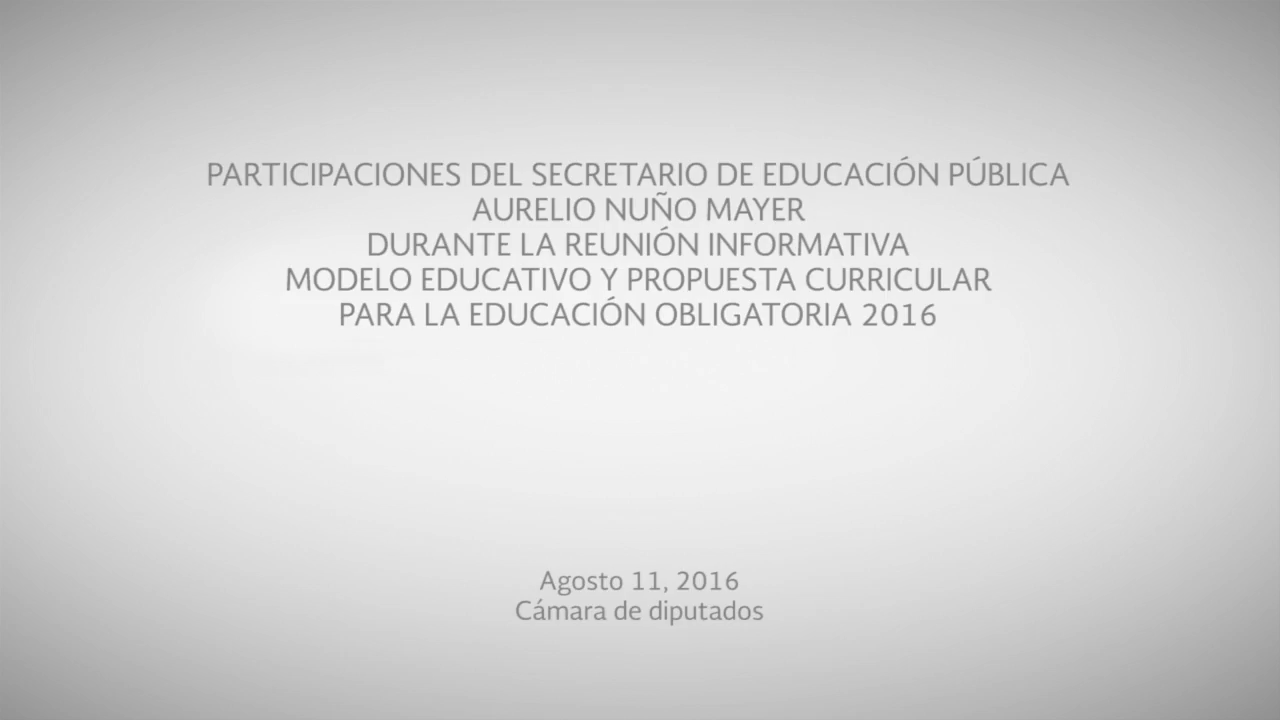 PARTICIPACIONES DEL SECRETARIO DE EDUCACIÓN PÚBLICA
AURELIO NUÑO MAYER
DURANTE LA REUNIÓN INFORMATIVA
MODELO EDUCATIVO Y PROPUESTA CURRICULAR
PARA LA EDUCACIÓN OBLIGATORIA 2016
Agosto 11, 2016
Cámara de diputados